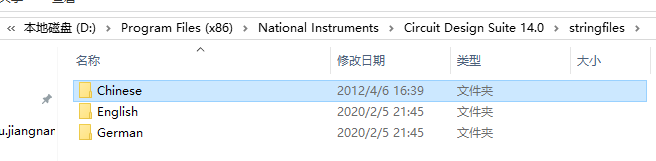 « 本地磁盘 (D:) › Program Files (x86) › National Instruments › Circuit Design Suite 14.0 › stringfiles ›
名称 修改日期 类型 大小
Chinese 2012/4/6 16:39 文件夹
English 2020/2/5 21:45 文件夹
u.jiangnan
German 2020/2/5 21:45 文件夹